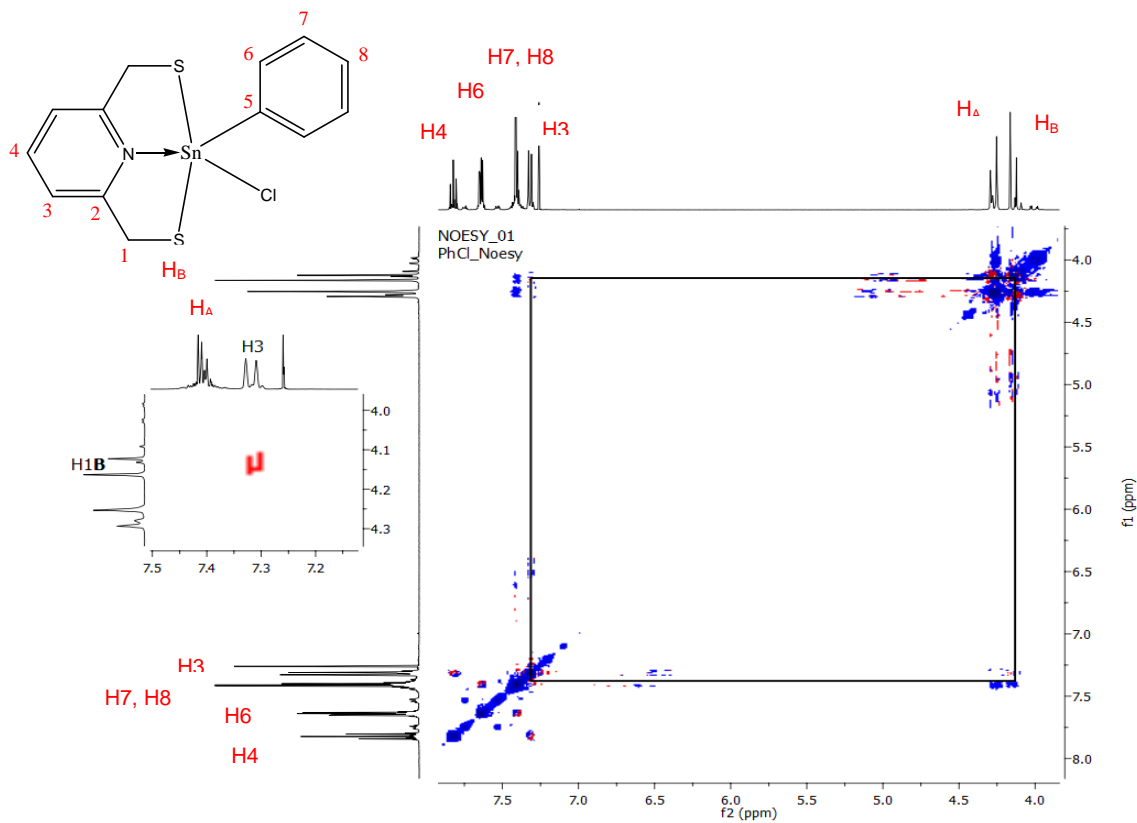 7
6
8
5
S
4
N
Sn
Cl
3
2
S
1
H7, H8
H6
H4
H3
HA
HB
NOESY_01
PhCl_Noesy
HB
HA
H3
H1B
4.0
4.1
4.2
4.3
7.5 7.4 7.3 7.2
H3
H7, H8
H6
H4
4.0
4.5
5.0
5.5
6.0
6.5
7.0
7.5
8.0
f1 (ppm)
7.5 7.0 6.5 6.0 5.5 5.0 4.5 4.0
f2 (ppm)